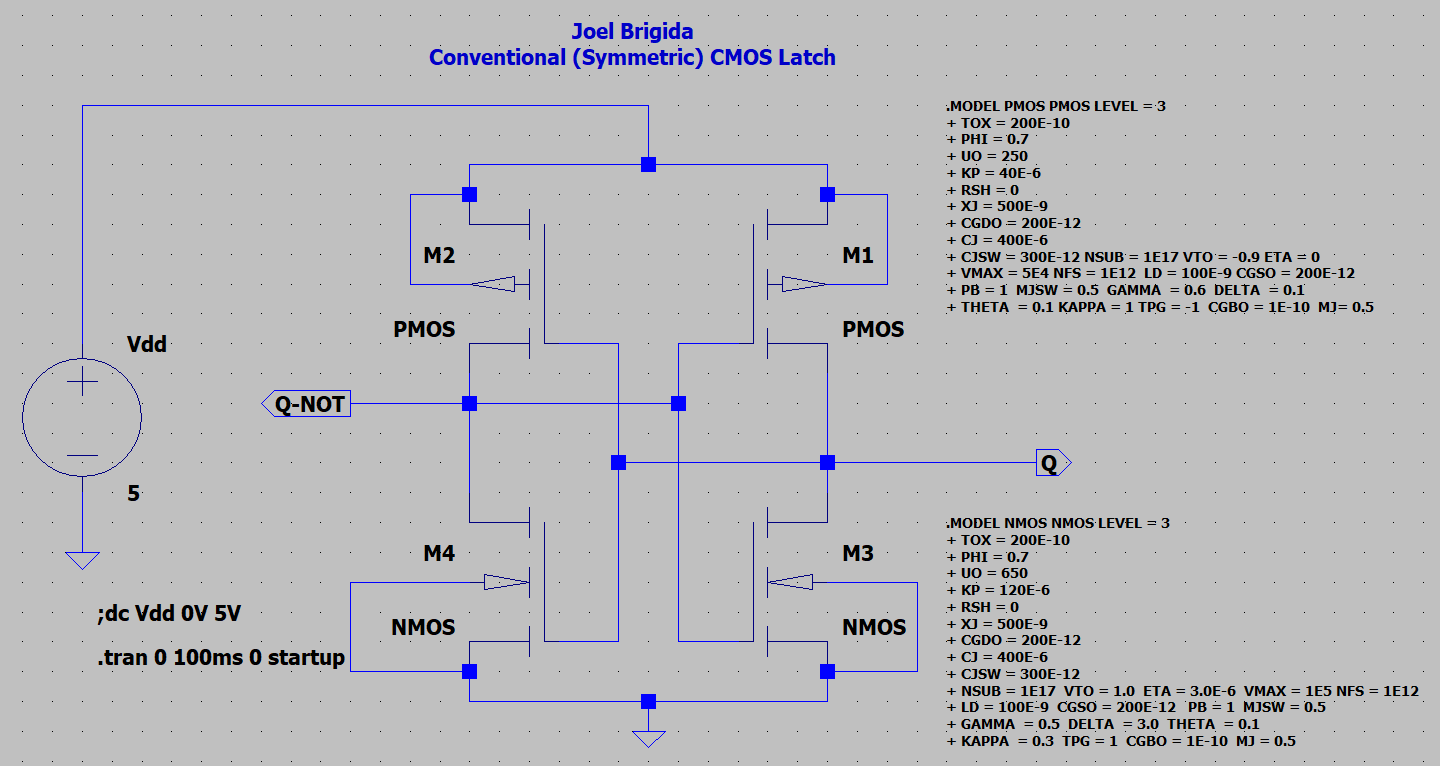 Joel Brigida
Conventional (Symmetric) CMOS Latch
.MODEL PMOS PMOS LEVEL = 3
+ TOX = 200E-10
+ PHI = 0.7
+ UO = 250
+ KP = 40E-6
+ RSH = 0
+ XJ = 500E-9
+ CGDO = 200E-12
+ CJ = 400E-6
+ CJSW = 300E-12 NSUB = 1E17 VTO = -0.9 ETA = 0
+ VMAX = 5E4 NFS = 1E12  LD = 100E-9 CGSO = 200E-12
+ PB = 1  MJSW = 0.5  GAMMA  = 0.6  DELTA  = 0.1
+ THETA  = 0.1 KAPPA = 1 TPG = -1  CGBO = 1E-10  MJ= 0.5
M2
M1
PMOS
PMOS
Vdd
5
Q-NOT
Q
M4
M3
NMOS
NMOS
;dc Vdd 0V 5V
.tran 0 100ms 0 startup
.MODEL NMOS NMOS LEVEL = 3
+ TOX = 200E-10
+ PHI = 0.7
+ UO = 650
+ KP = 120E-6
+ RSH = 0
+ XJ = 500E-9
+ CGDO = 200E-12
+ CJ = 400E-6
+ CJSW = 300E-12
+ NSUB = 1E17  VTO = 1.0  ETA = 3.0E-6  VMAX = 1E5 NFS = 1E12
+ LD = 100E-9  CGSO = 200E-12   PB = 1  MJSW = 0.5
+ GAMMA  = 0.5  DELTA  = 3.0  THETA  = 0.1
+ KAPPA  = 0.3  TPG = 1  CGBO = 1E-10  MJ = 0.5